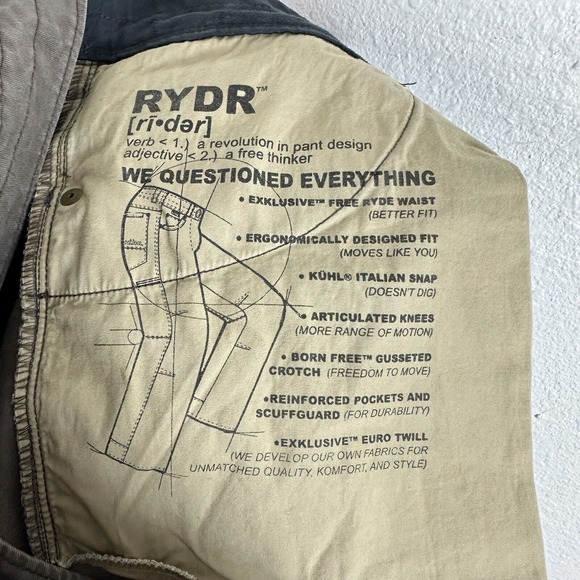 RYDR™
[rī•dər]
verb < 1.) a revolution in pant design
adjective < 2.) a free thinker
WE QUESTIONED EVERYTHING
• EXKLUSIVE™ FREE RYDE WAIST
(BETTER FIT)
• ERGONOMICALLY DESIGNED FIT
(MOVES LIKE YOU)
• KÜHL® ITALIAN SNAP
(DOESN'T DIG)
• ARTICULATED KNEES
(MORE RANGE OF MOTION)
• BORN FREE™ GUSSETED
CROTCH (FREEDOM TO MOVE)
•REINFORCED POCKETS AND
SCUFFGUARD (FOR DURABILITY)
•EXKLUSIVE™ EURO TWILL
(WE DEVELOP OUR OWN FABRICS FOR
UNMATCHED QUALITY, KOMFORT, AND STYLE)